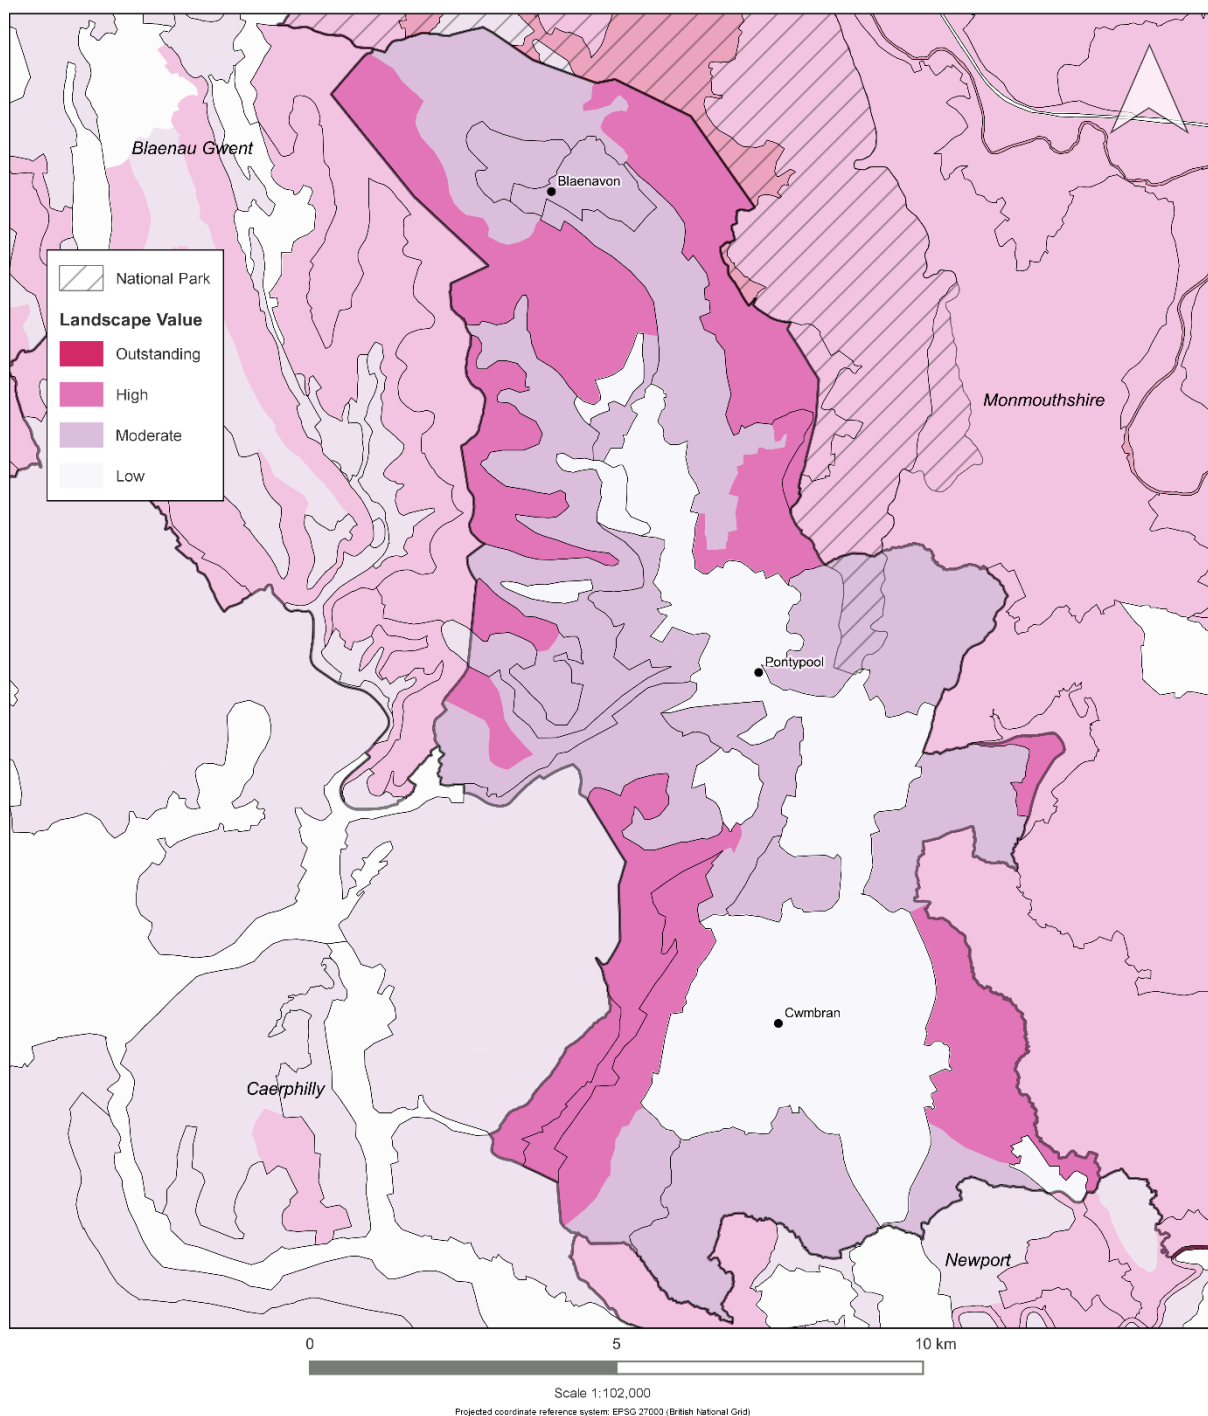 Blaenau Gwent
Blaenavon
National Park
Landscape Value
Outstanding
High
Moderate
Low
Monmouthshire
Pontypool
Cwmbran
Caerphilly
Newport
0 5 10 km
Scale 1:102,000
Projected coordinate reference system: EPSG 27000 (British National Grid)